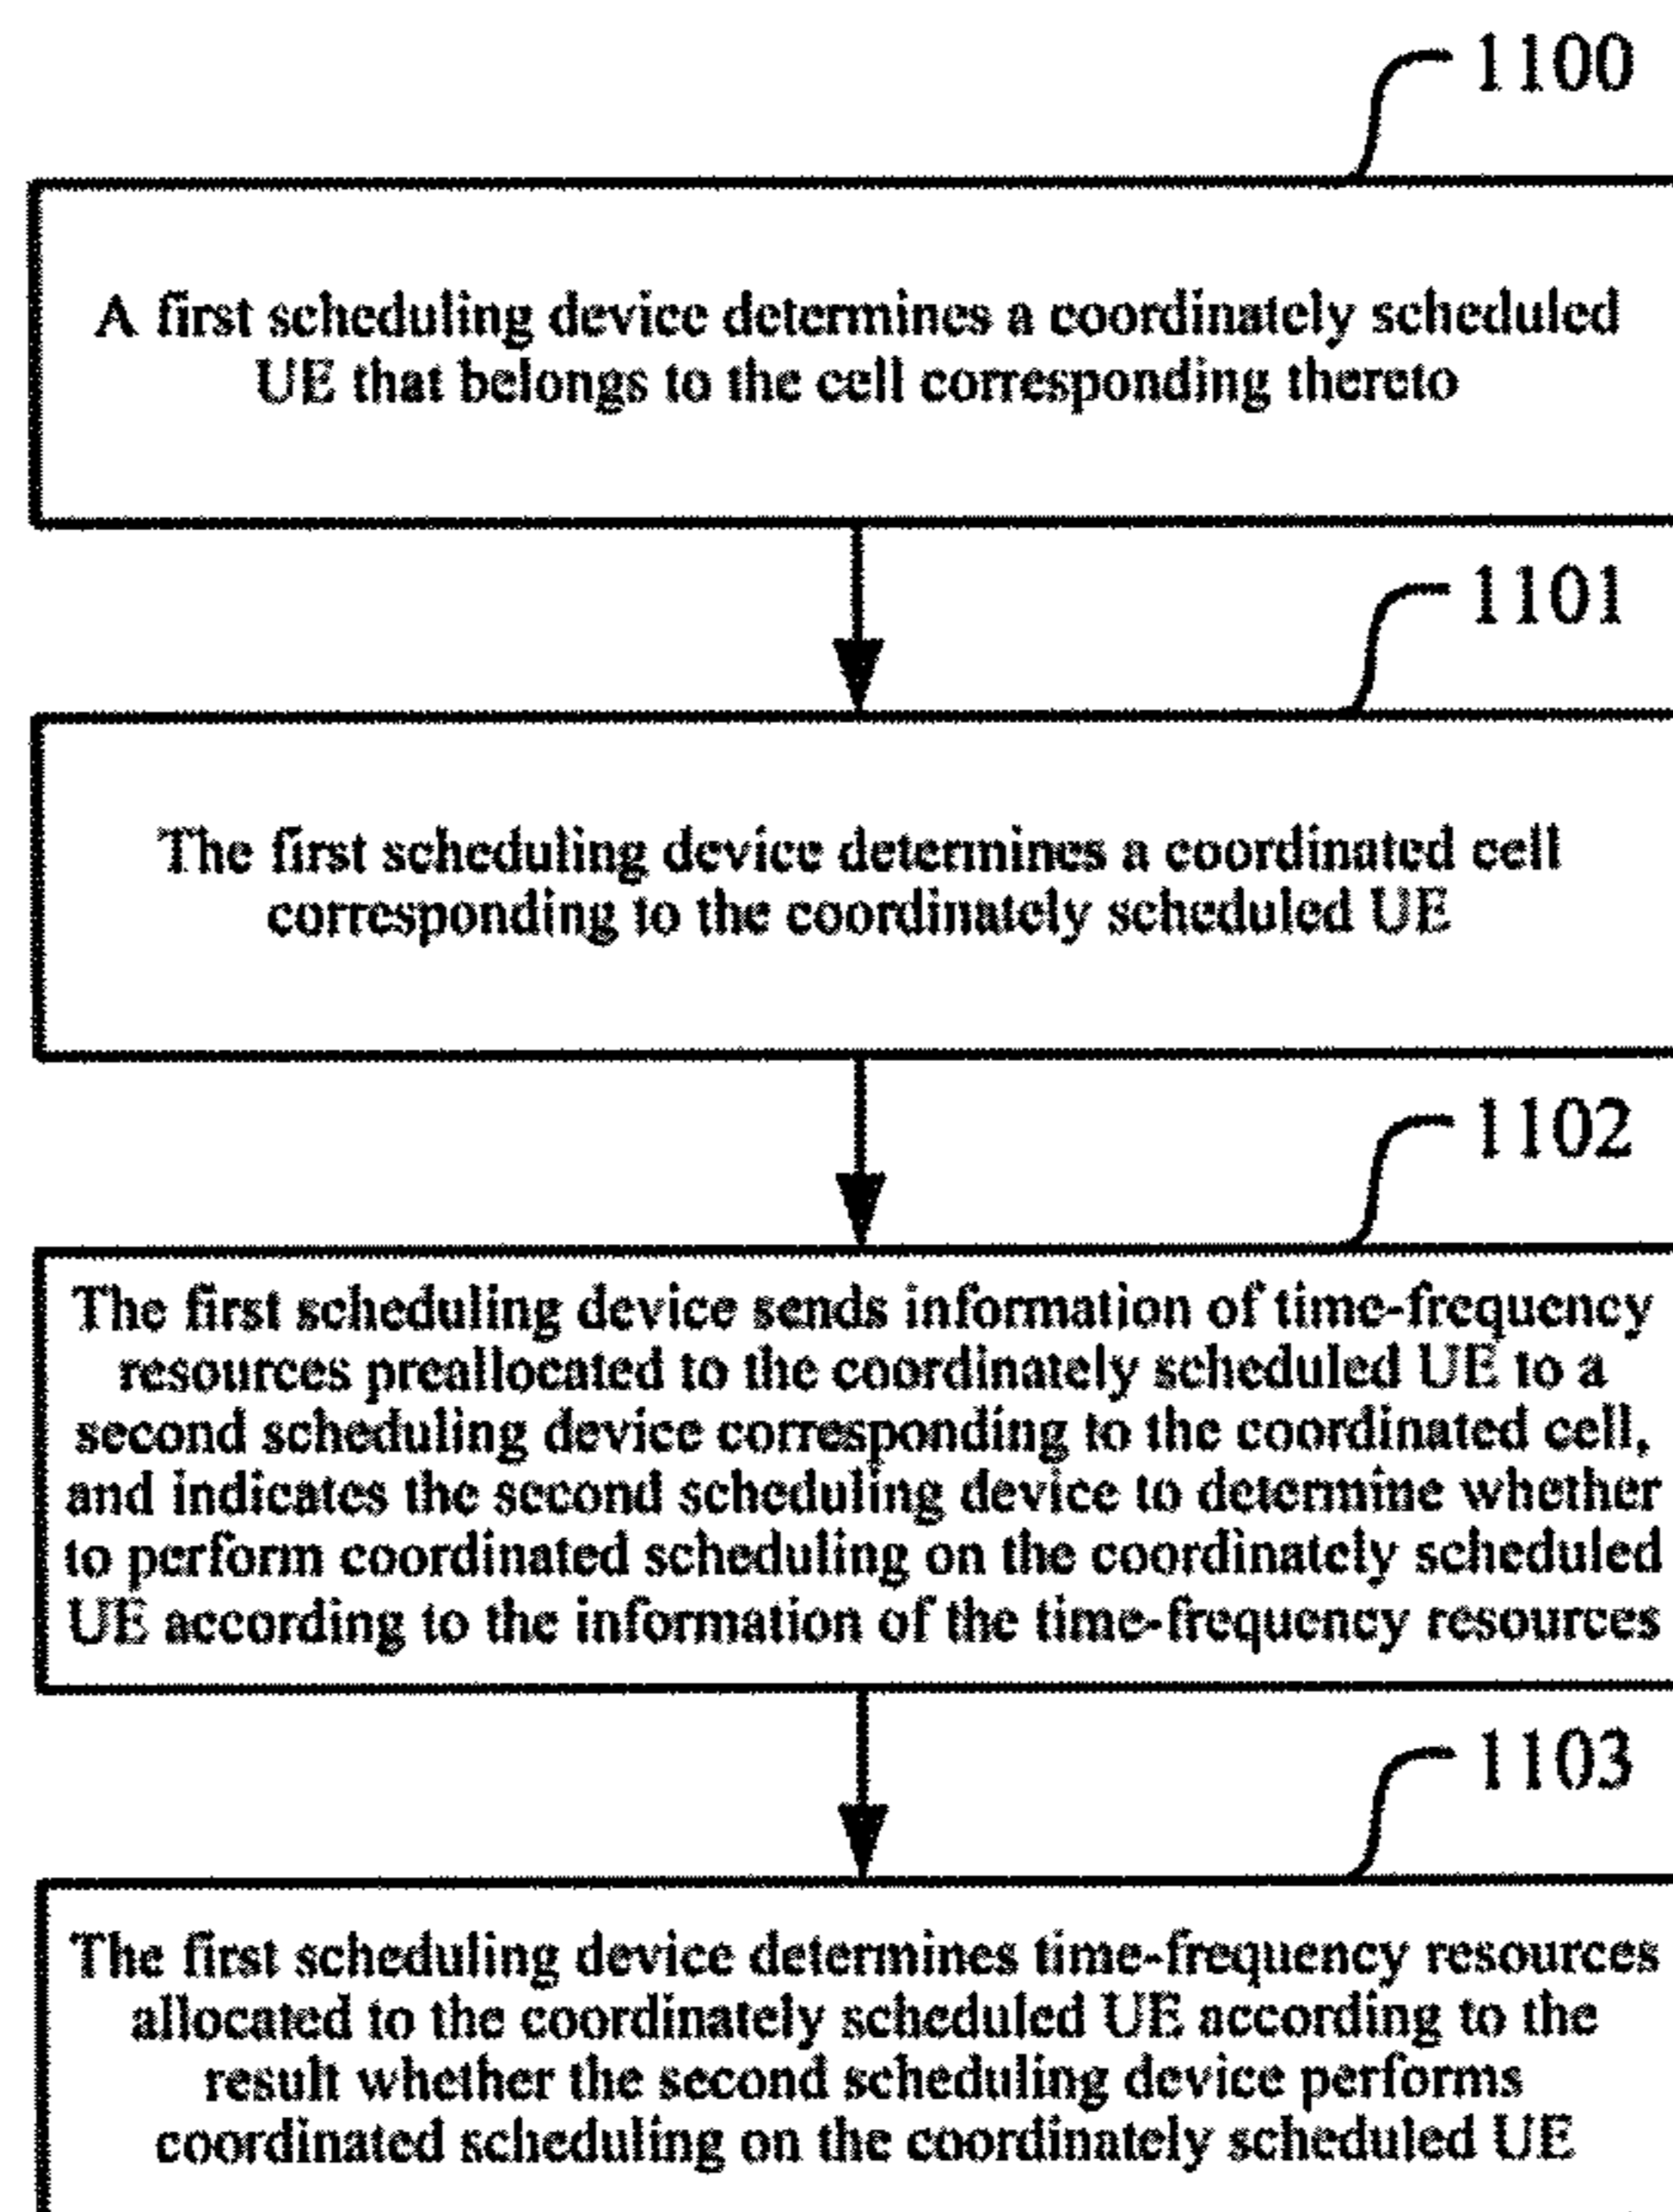 1100
A first scheduling device determines a coordinately scheduled
UE that belongs to the cell corresponding thereto
1101
The first scheduling device determines a coordinated cell
corresponding to the coordinately scheduled UE
1102
The first scheduling device sends information of time-frequency
resources preallocated to the coordinately scheduled UE to a
second scheduling device corresponding to the coordinated cell,
and indicates the second scheduling device to determine whether
to perform coordinated scheduling on the coordinately scheduled
UE according to the information of the time-frequency resources
1103
The first scheduling device determines time-frequency resources
allocated to the coordinately scheduled UE according to the
result whether the second scheduling device performs
coordinated scheduling on the coordinately scheduled UE